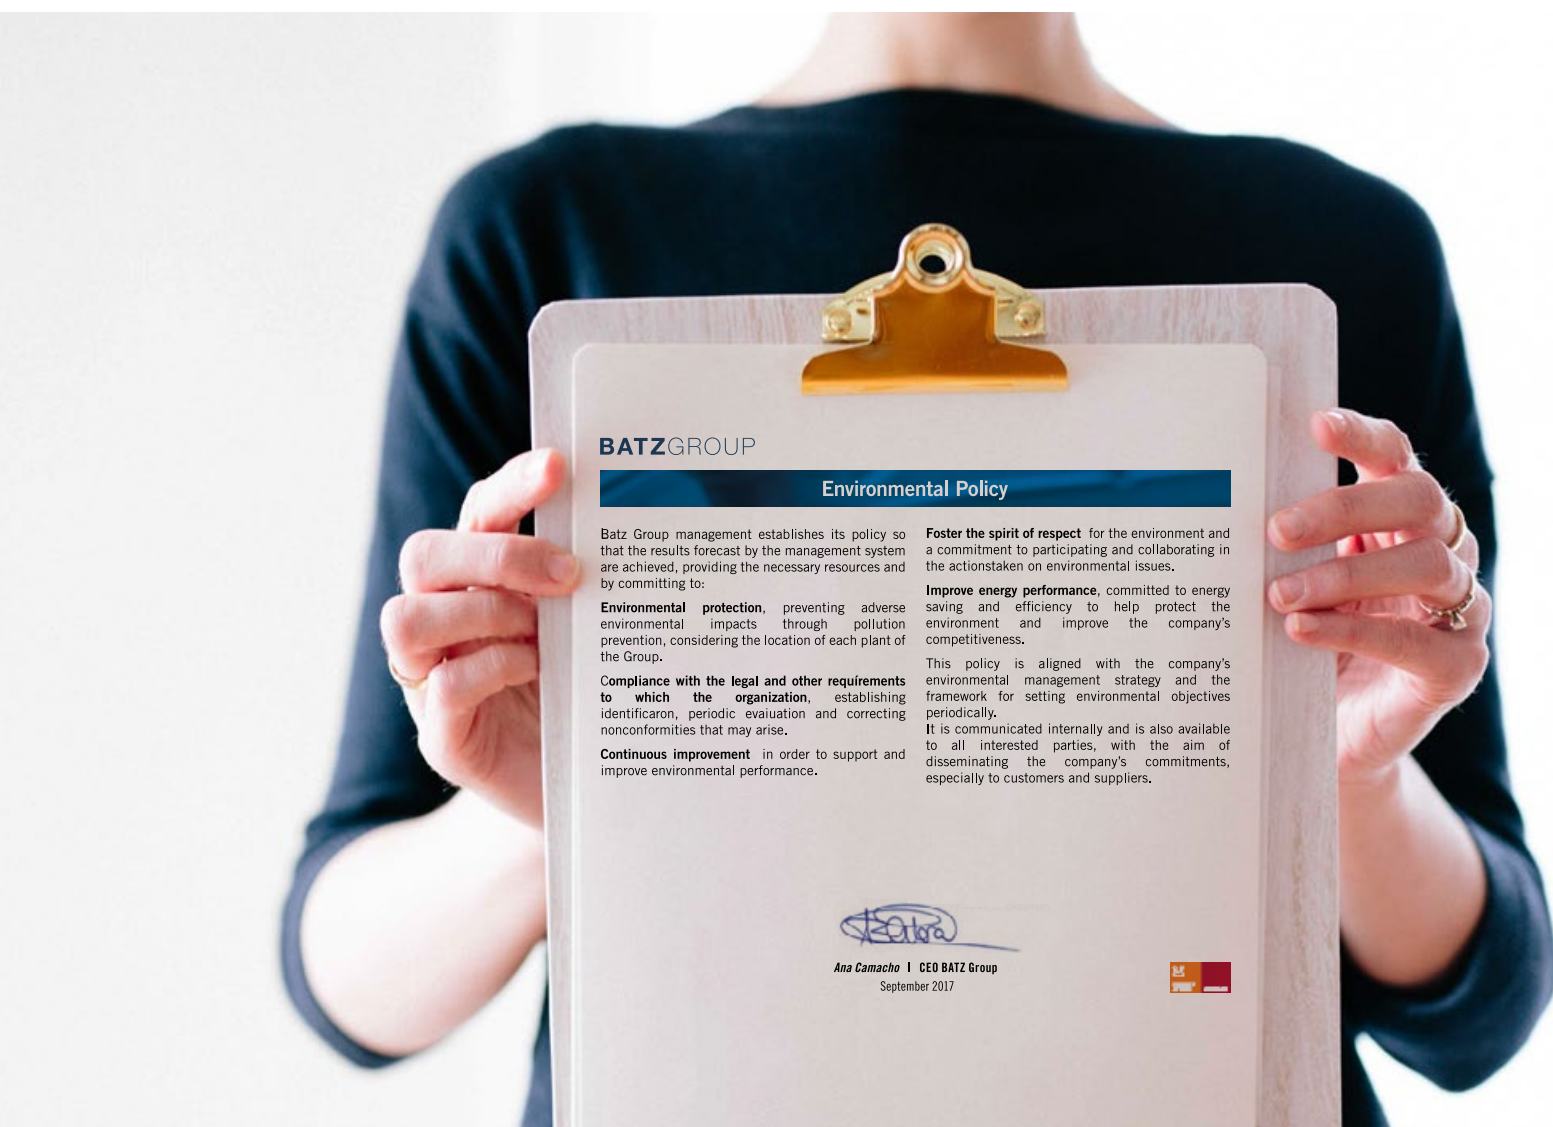 BATZGROUP
Environmental Policy
Batz Group management establishes its policy so
that the results forecast by the management system
are achieved, providing the necessary resources and
by committing to:
Environmental protection, preventing adverse
environmental impacts through pollution
prevention, considering the location of each plant of
the Group.
Compliance with the legal and other requírements
to which the organization, establishing
identificaron, periodic evaiuation and correcting
nonconformities that may arise.
Continuous improvement in order to support and
improve environmental performance.
Foster the spirit of respect for the environment and
a commitment to participating and collaborating in
the actionstaken on environmental issues.
Improve energy performance, committed to energy
saving and efficiency to help protect the
environment and improve the company's
competitiveness.
This policy is aligned with the company's
environmental management strategy and the
framework for setting environmental objectives
periodically.
It is communicated internally and is also available
to all interested parties, with the aim of
disseminating the company's commitments,
especially to customers and suppliers.
Ana Camacho I CEO BATZ Group
September 2017